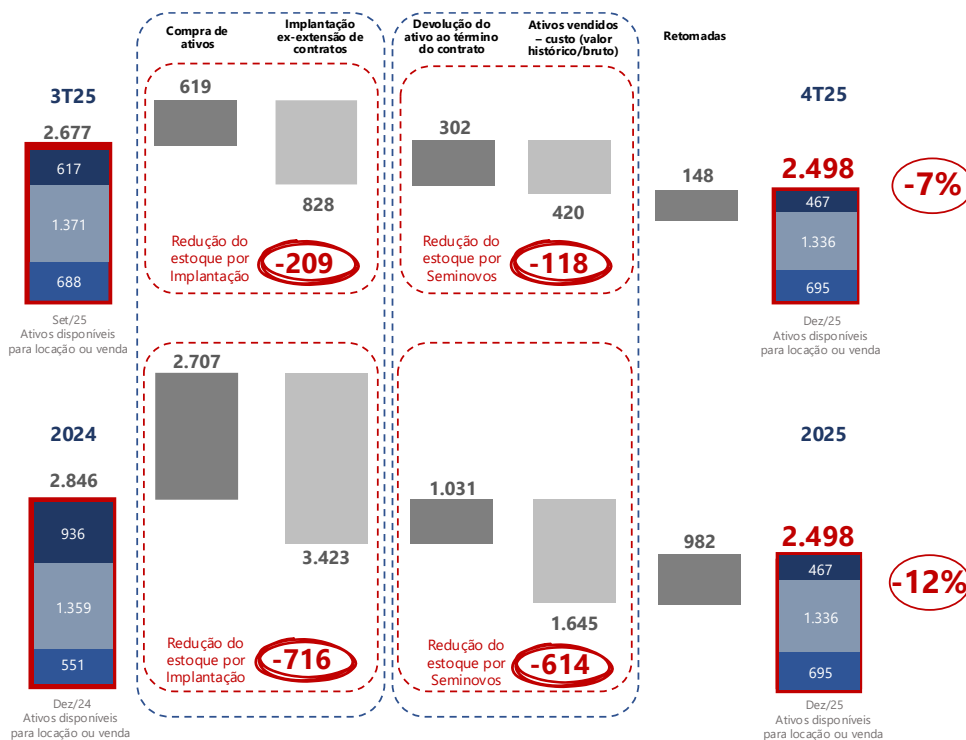 Compra de
ativos
Implantação
ex-extensão de
contratos
Devolução do
ativo ao término
do contrato
Ativos vendidos
– custo (valor
histórico/bruto)
Retomadas
3T25
2.677
617
1.371
688
Set/25
Ativos disponíveis
para locação ou venda
619
828
Redução do
estoque por
Implantação
-209
302
420
Redução do
estoque por
Seminovos
-118
148
4T25
2.498
467
1.336
695
Dez/25
Ativos disponíveis
para locação ou venda
-7%
2024
2.846
936
1.359
551
Dez/24
Ativos disponíveis
para locação ou venda
2.707
3.423
Redução do
estoque por
Implantação
-716
1.031
1.645
Redução do
estoque por
Seminovos
-614
982
2025
2.498
467
1.336
695
Dez/25
Ativos disponíveis
para locação ou venda
-12%